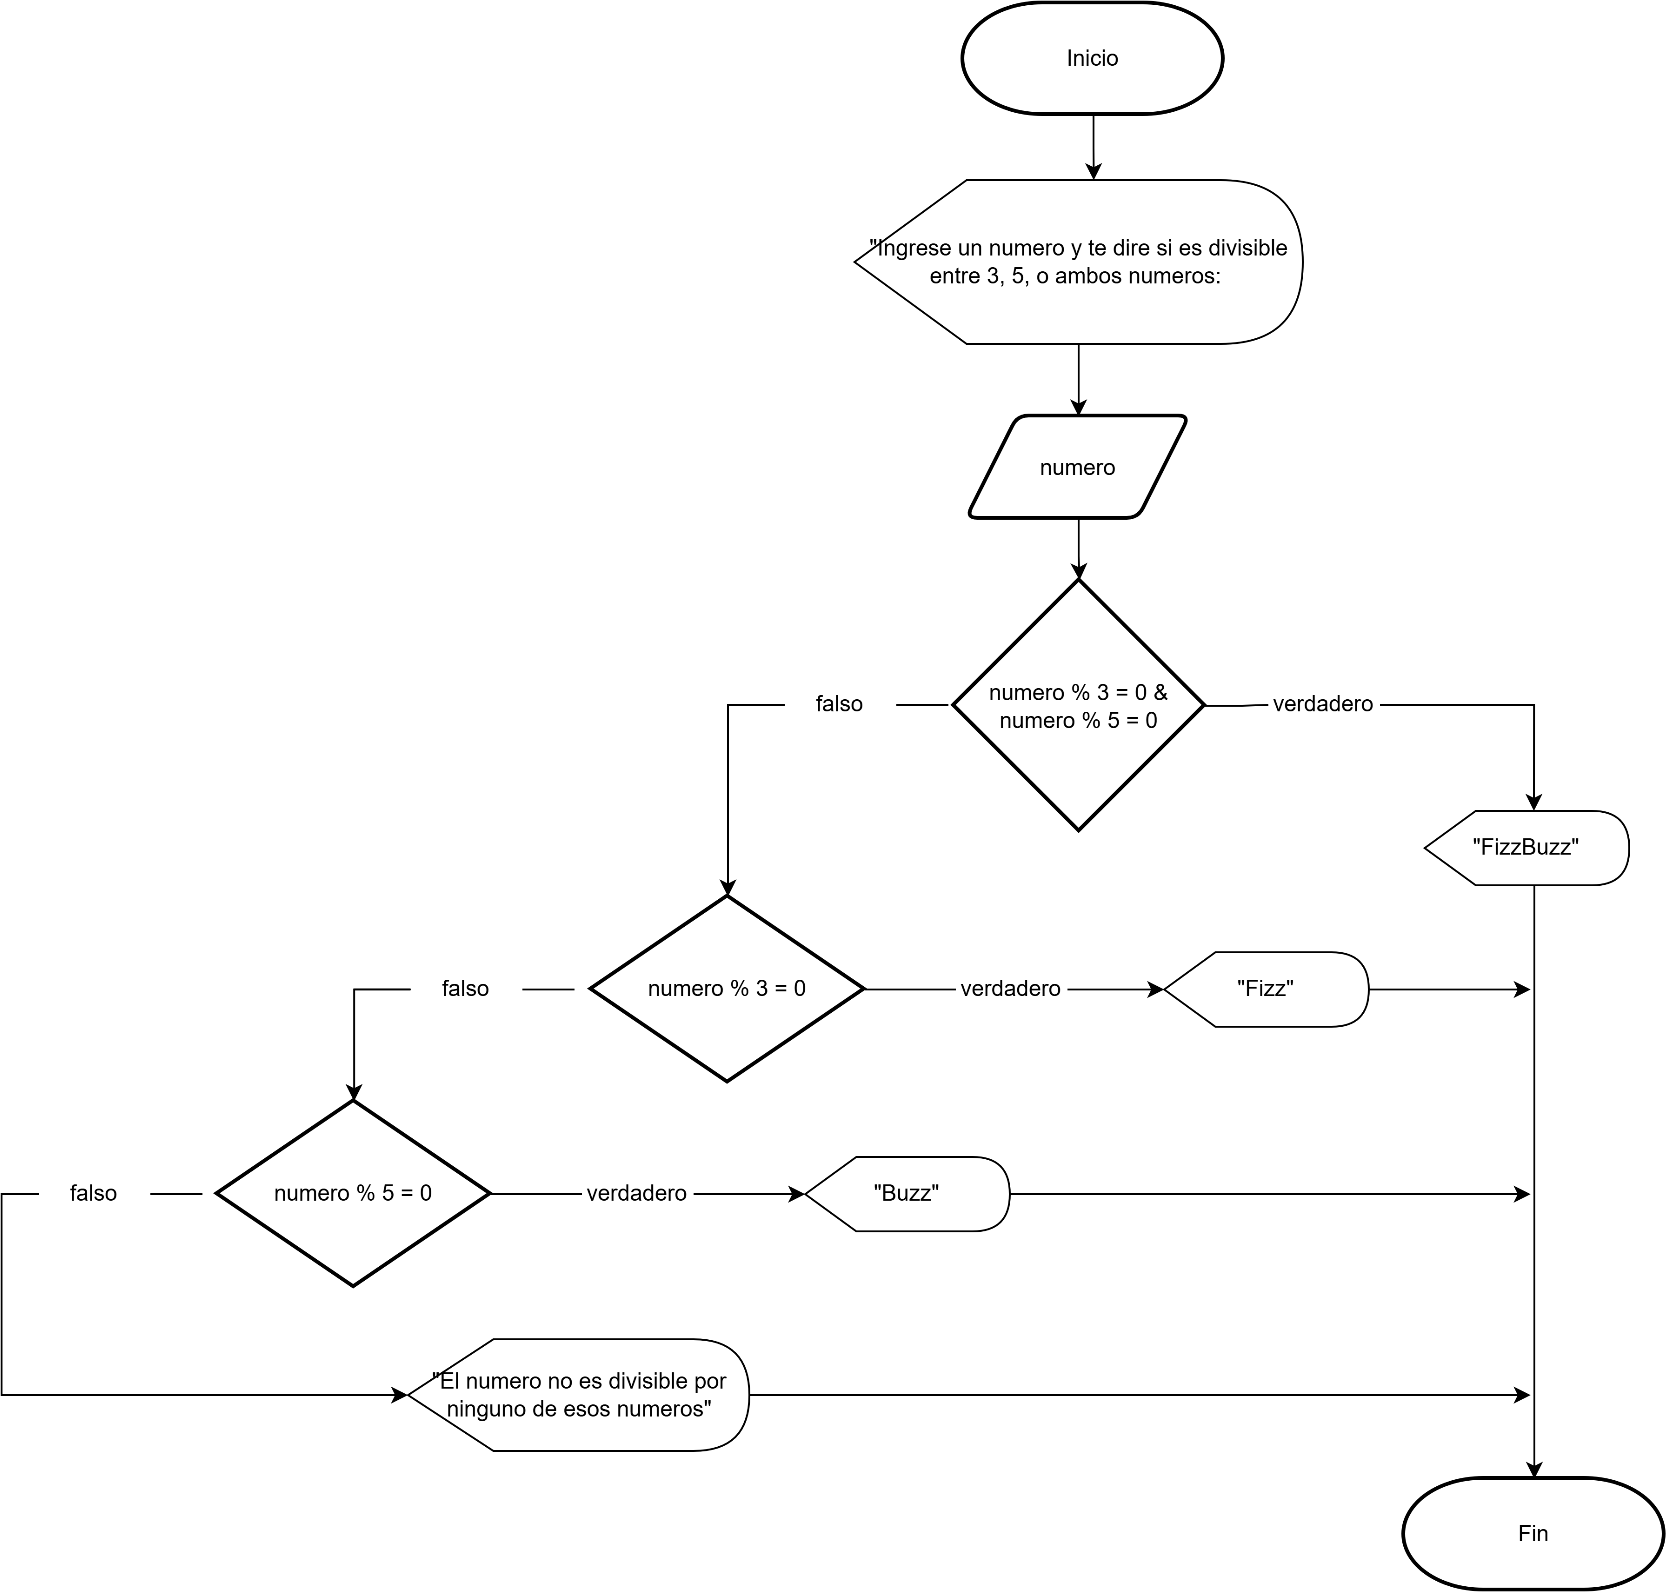 Inicio
"Ingrese un numero y te dire si es divisible
entre 3, 5, o ambos numeros:
numero
numero % 3 = 0 &
numero % 5 = 0
falso
verdadero
"FizzBuzz"
falso
numero % 3 = 0
verdadero
"Fizz"
falso
numero % 5 = 0
verdadero
"Buzz"
"El numero no es divisible por
ninguno de esos numeros"
Fin